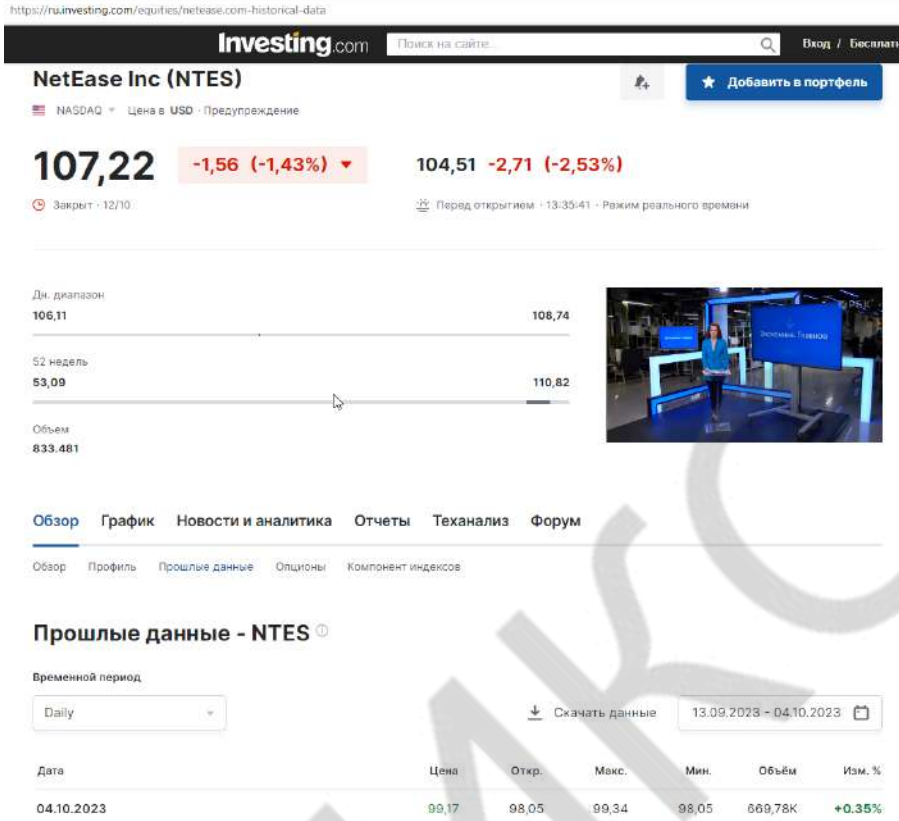 https://ru.investing.com/equities/netease.com-historical-data
Investing.com Поиск на сайте... Вход / Бесплат
NetEase Inc (NTES)
Добавить в портфель
NASDAQ Цена в USD · Предупреждение
107,22 -1,56 (-1,43%) 104,51 -2,71 (-2,53%)
Закрыт · 12/10 Перед открытием · 13:35:41 · Режим реального времени
Дн. диапазон
106,11 108,74
52 недель
53,09 110,82
Объем
833.481
РБК
Обзор График Новости и аналитика Отчеты Теханализ Форум
Обзор Профиль Прошлые данные Опционы Компонент индексов
Прошлые данные - NTES
Временной период
Daily Скачать данные 13.09.2023 - 04.10.2023
Дата Цена Откр. Макс. Мин. Объём Изм. %
04.10.2023 99,17 98,05 99,34 98,05 669,78K +0.35%